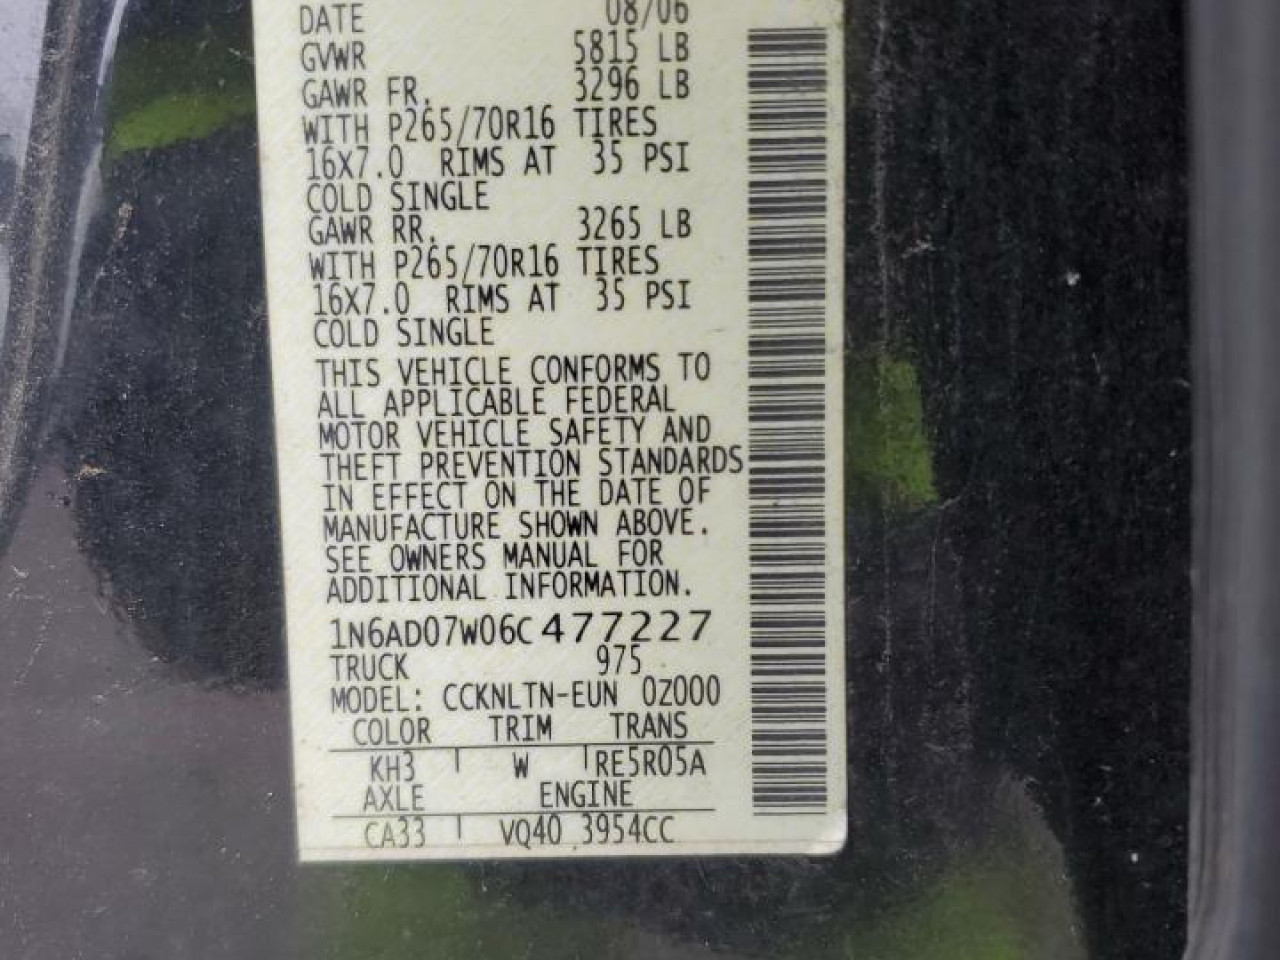 DATE 08/06
GVWR 5815 LB
GAWR FR. 3296 LB
WITH P265/70R16 TIRES
16X7.0 RIMS AT 35 PSI
COLD SINGLE
GAWR RR. 3265 LB
WITH P265/70R16 TIRES
16X7.0 RIMS AT 35 PSI
COLD SINGLE
THIS VEHICLE CONFORMS TO
ALL APPLICABLE FEDERAL
MOTOR VEHICLE SAFETY AND
THEFT PREVENTION STANDARDS
IN EFFECT ON THE DATE OF
MANUFACTURE SHOWN ABOVE.
SEE OWNERS MANUAL FOR
ADDITIONAL INFORMATION.
1N6AD07W06C477227
TRUCK 975
MODEL: CCKNLTN-EUN 0Z000
COLOR TRIM TRANS
KH3 W RE5R05A
AXLE ENGINE
CA33 VQ40 3954CC